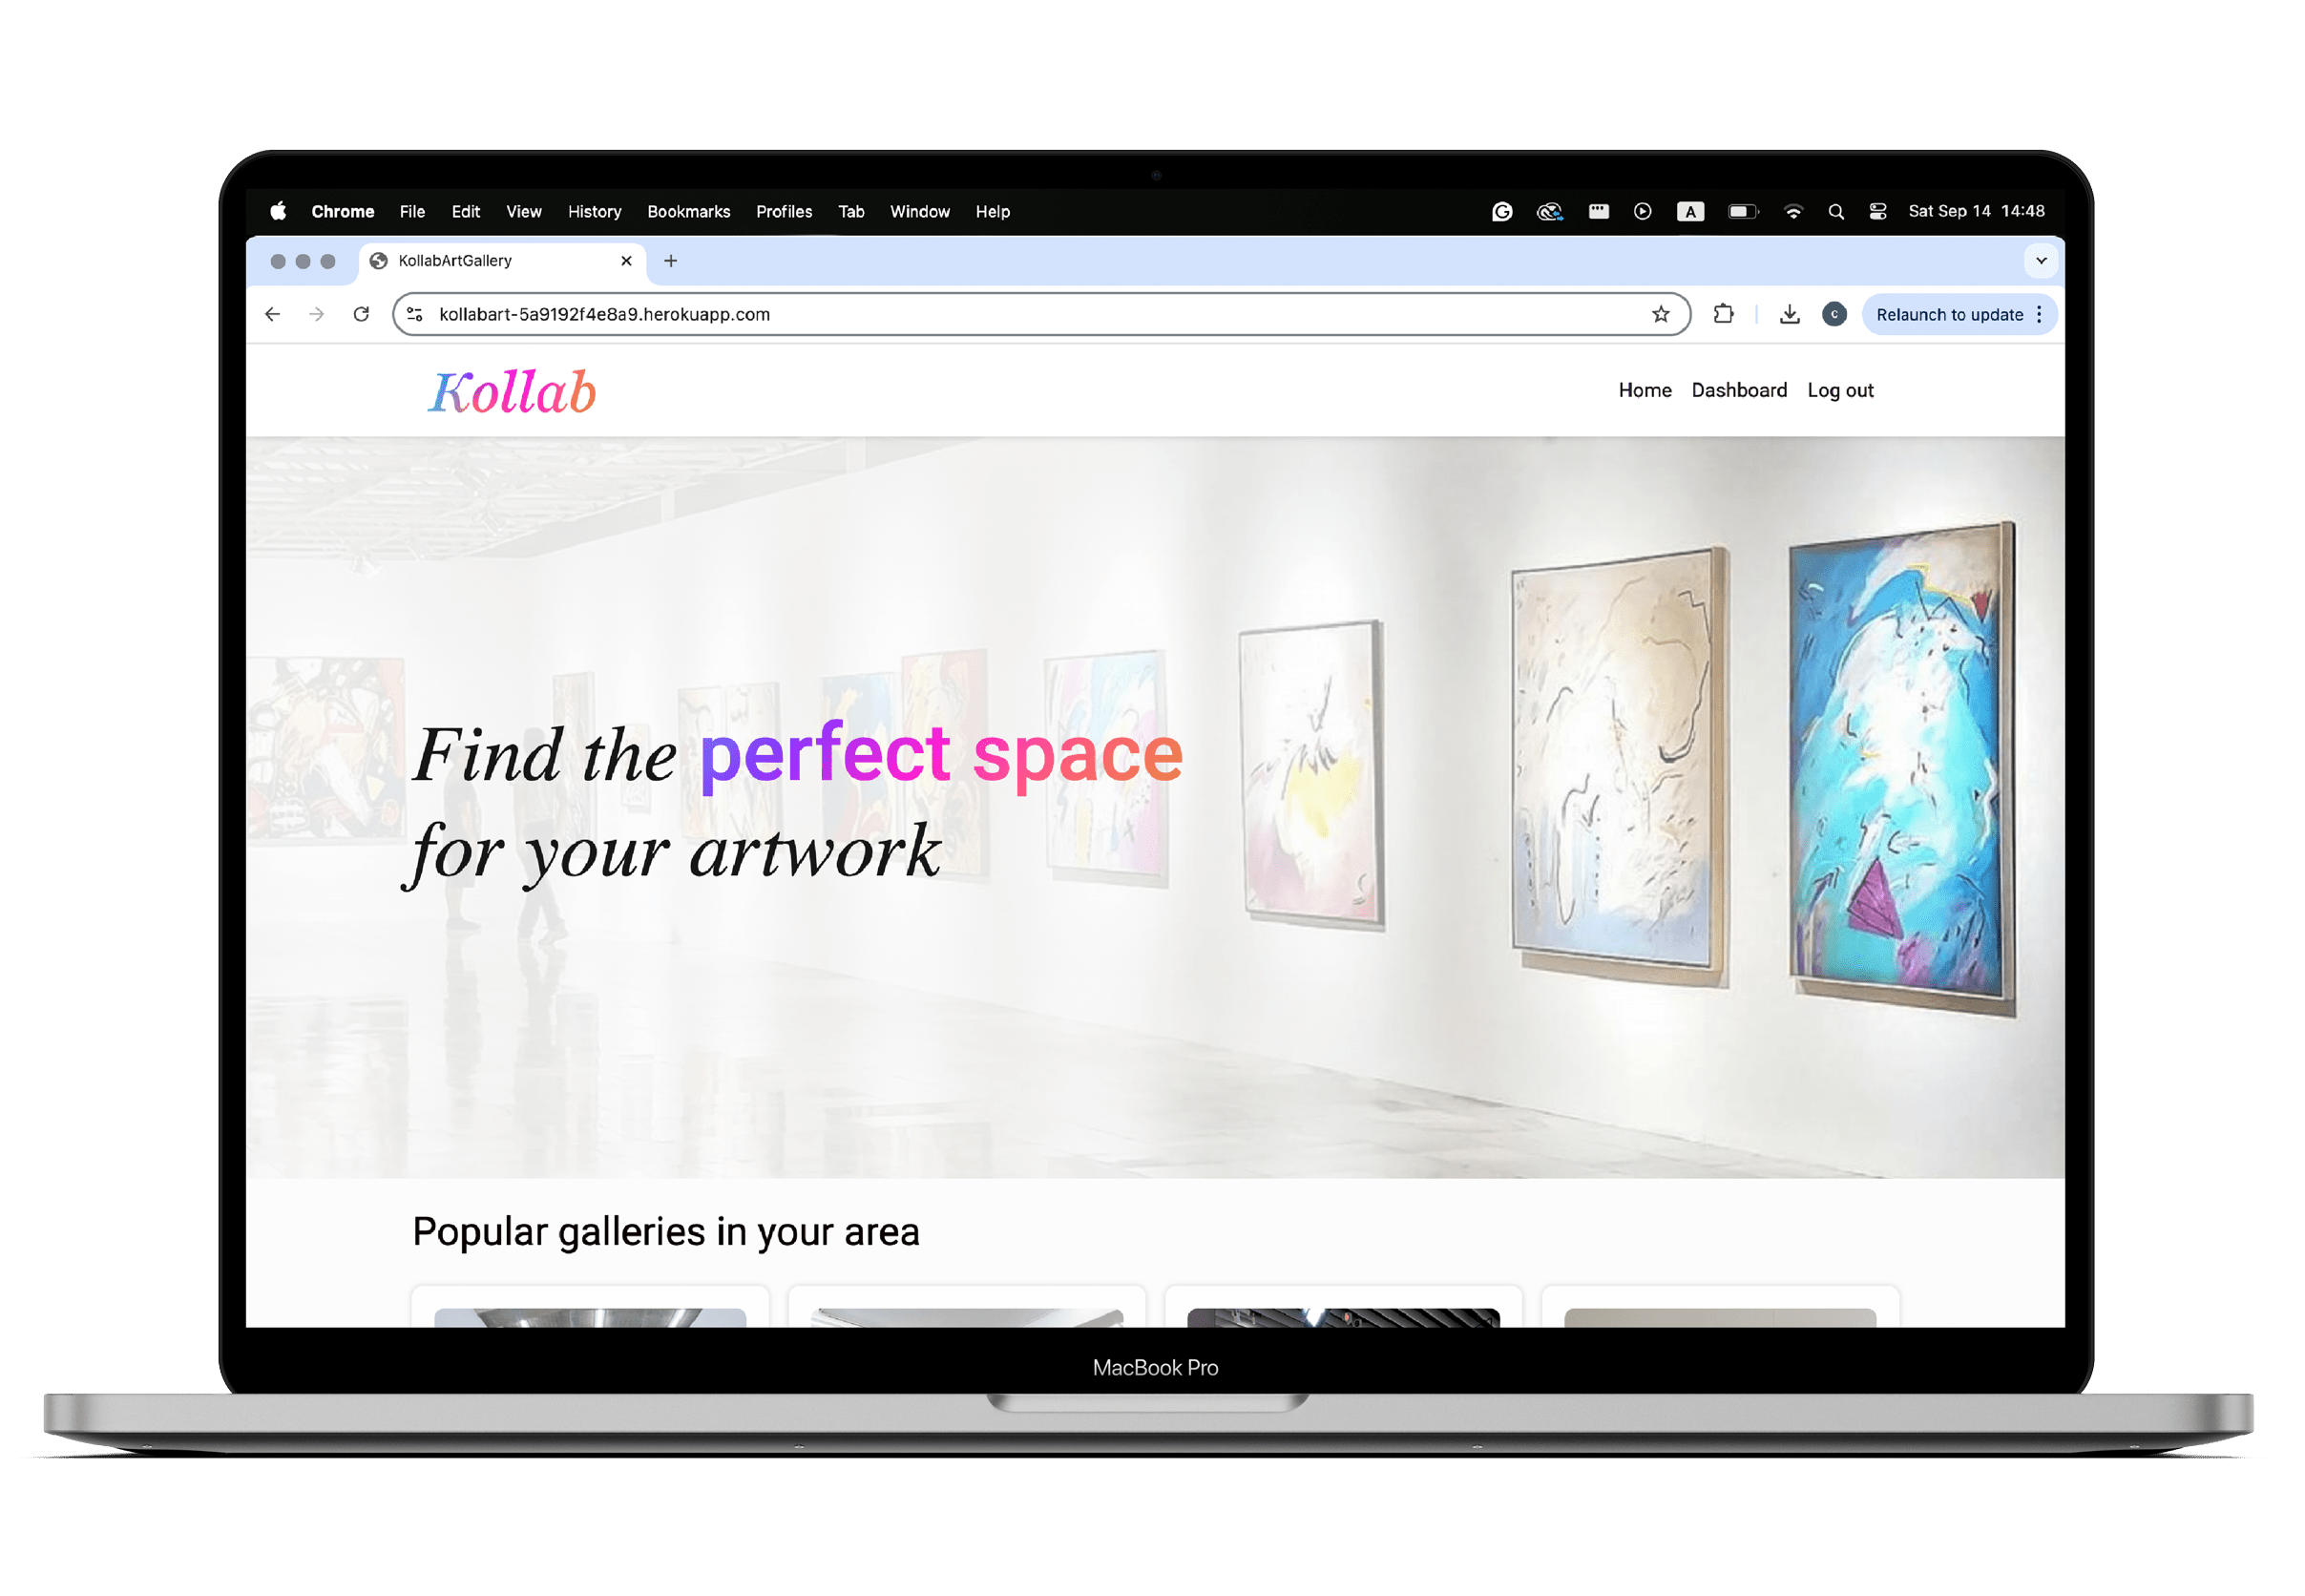 Chrome File Edit View History Bookmarks Profiles Tab Window Help A Sat Sep 14 14:48
KollabArtGallery
kollabart-5a9192f4e8a9.herokuapp.com C Relaunch to update
Kollab Home Dashboard Log out
Find the perfect space
for your artwork
Popular galleries in your area
MacBook Pro